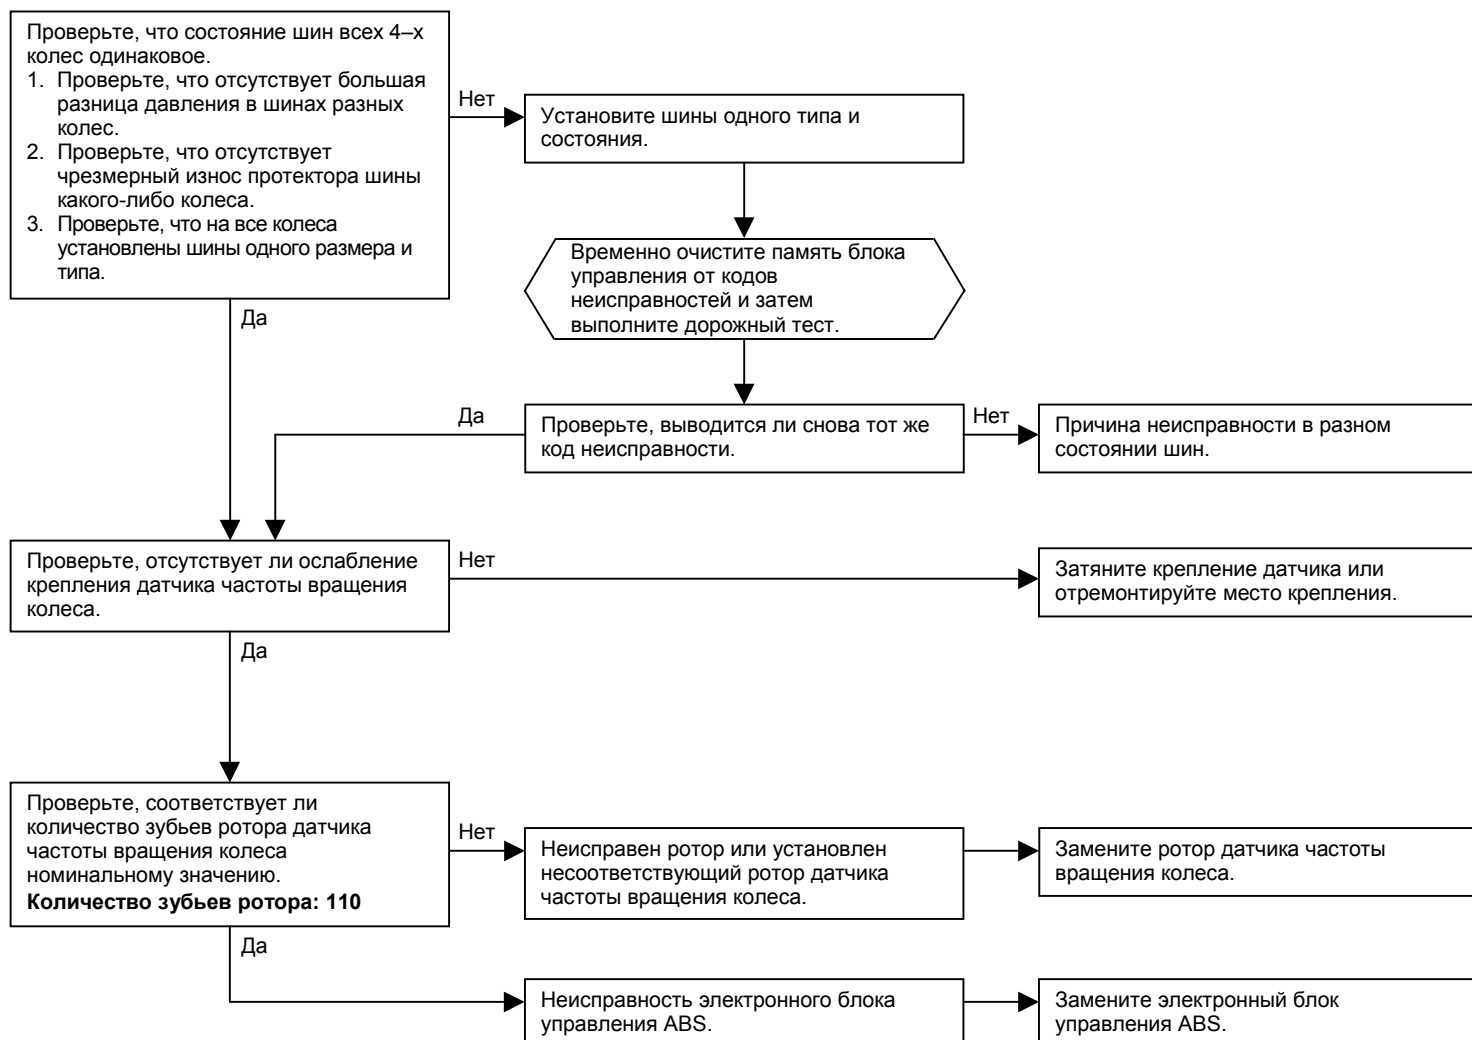 Проверьте, что состояние шин всех 4–х
колес одинаковое.
1. Проверьте, что отсутствует большая
разница давления в шинах разных
колес.
2. Проверьте, что отсутствует
чрезмерный износ протектора шины
какого-либо колеса.
3. Проверьте, что на все колеса
установлены шины одного размера и
типа.
Нет
Установите шины одного типа и
состояния.
Временно очистите память блока
управления от кодов
неисправностей и затем
выполните дорожный тест.
Да
Да
Проверьте, выводится ли снова тот же
код неисправности.
Нет
Причина неисправности в разном
состоянии шин.
Проверьте, отсутствует ли ослабление
крепления датчика частоты вращения
колеса.
Нет
Затяните крепление датчика или
отремонтируйте место крепления.
Да
Проверьте, соответствует ли
количество зубьев ротора датчика
частоты вращения колеса
номинальному значению.
Количество зубьев ротора: 110
Нет
Неисправен ротор или установлен
несоответствующий ротор датчика
частоты вращения колеса.
Замените ротор датчика частоты
вращения колеса.
Да
Неисправность электронного блока
управления ABS.
Замените электронный блок
управления ABS.